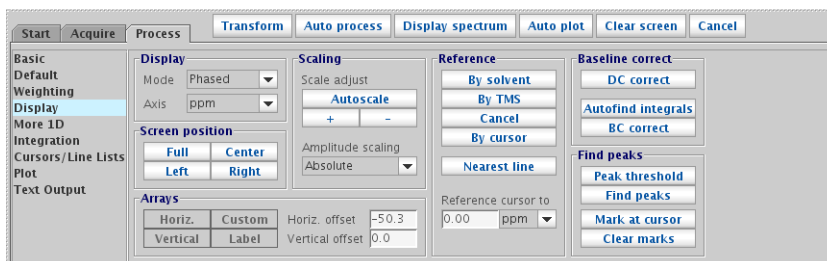 Start Acquire Process Transform Auto process Display spectrum Auto plot Clear screen Cancel
Basic
Default
Weighting
Display
More 1D
Integration
Cursors/Line Lists
Plot
Text Output
Display
Mode Phased
Axis ppm
Screen position
Full Center
Left Right
Scaling
Scale adjust
Autoscale
+ -
Amplitude scaling
Absolute
Arrays
Horiz. Custom Horiz. offset -50.3
Vertical Label Vertical offset 0.0
Reference
By solvent
By TMS
Cancel
By cursor
Nearest line
Reference cursor to
0.00 ppm
Baseline correct
DC correct
Autofind integrals
BC correct
Find peaks
Peak threshold
Find peaks
Mark at cursor
Clear marks